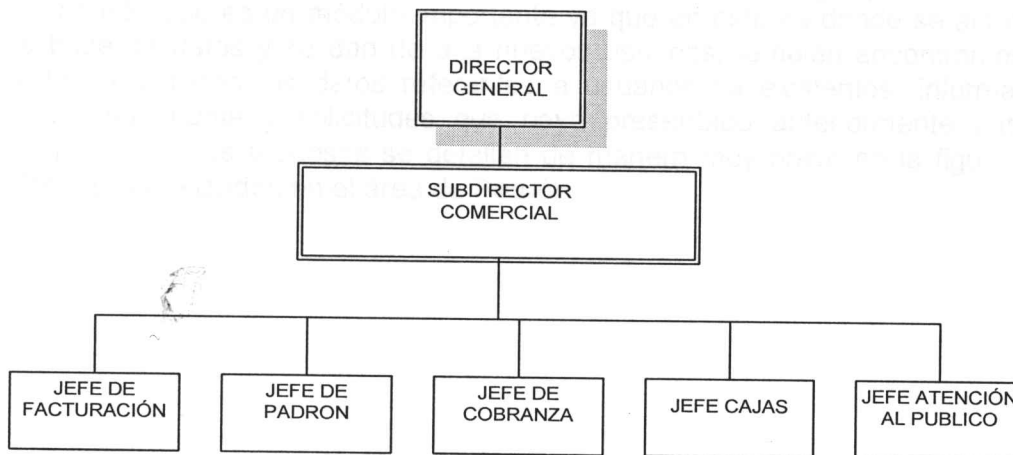 DIRECTOR
GENERAL
SUBDIRECTOR
COMERCIAL
JEFE DE
FACTURACIÓN
JEFE DE
PADRON
JEFE DE
COBRANZA
JEFE CAJAS
JEFE ATENCIÓN
AL PUBLICO